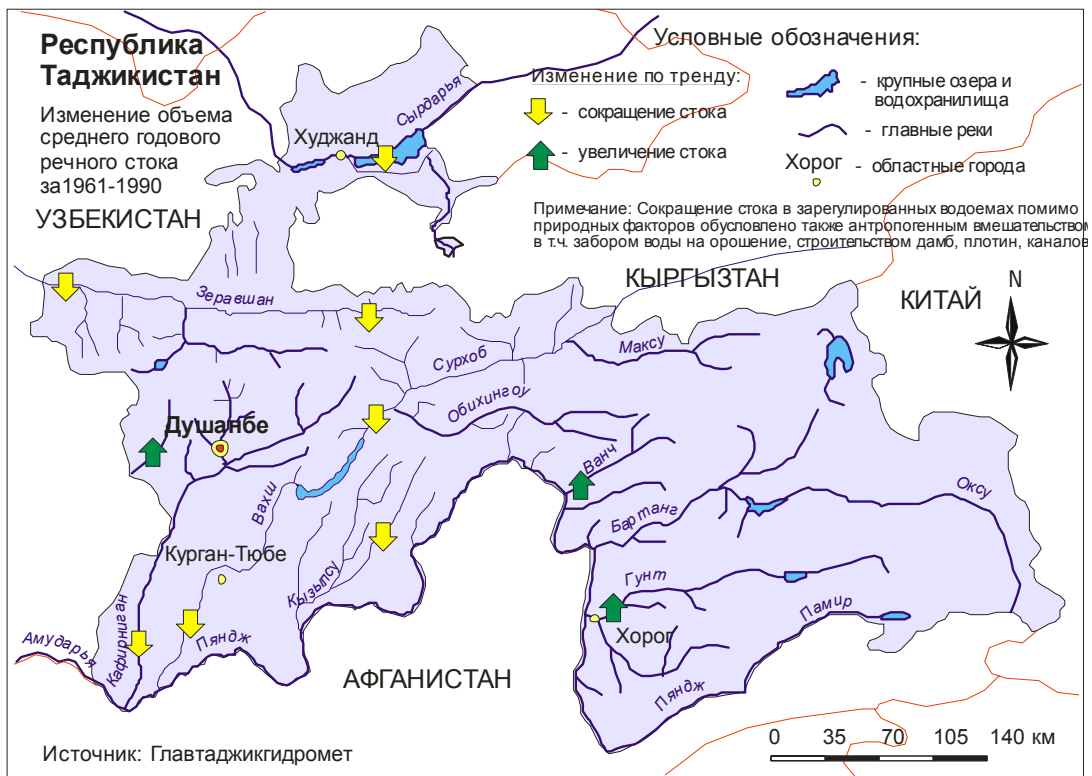 Республика
Таджикистан
Изменение объема
среднего годового
речного стока
за1961-1990
Условные обозначения:
Изменение по тренду:
- сокращение стока
- увеличение стока
- крупные озера и
водохранилища
- главные реки
Хорог
- областные города
Примечание: Сокращение стока в зарегулированных водоемах помимо
природных факторов обусловлено также антропогенным вмешательством
в т.ч. забором воды на орошение, строительством дамб, плотин, каналов
Сырдарья
Худжанд
УЗБЕКИСТАН
КЫРГЫЗТАН
КИТАЙ
N
Зеравшан
Сурхоб
Максу
Обихингоу
Душанбе
Ванч
Вахш
Бартанг
Оксу
Курган-Тюбе
Кызылсу
Гунт
Памир
Хорог
Кафирниган
Пяндж
Амударья
АФГАНИСТАН
Пяндж
0 35 70 105 140 км
Источник: Главтаджикгидромет